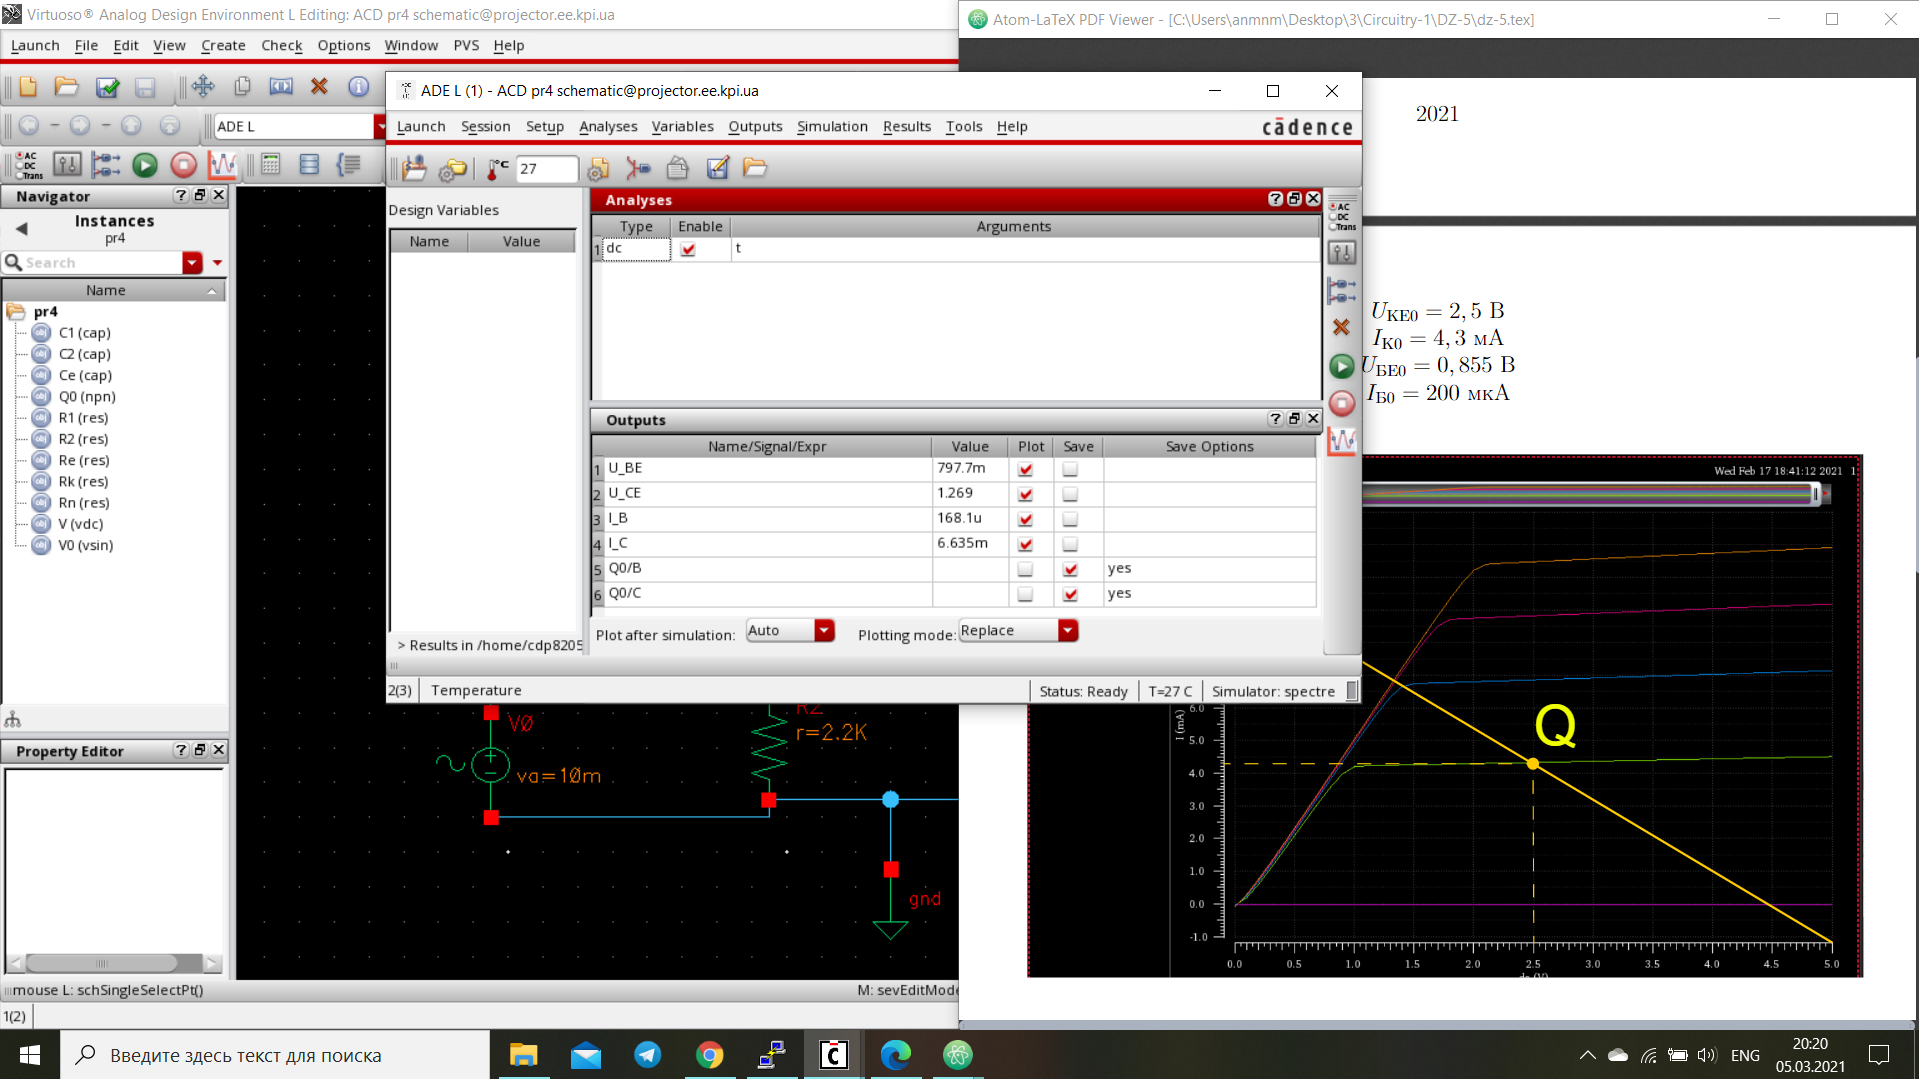 Virtuoso® Analog Design Environment L Editing: ACD pr4 schematic@projector.ee.kpi.ua
Launch File Edit View Create Check Options Window PVS Help
ADE L
AC
DC
Trans
Navigator
Instances
pr4
Search
Name
pr4
C1 (cap)
C2 (cap)
Ce (cap)
Q0 (npn)
R1 (res)
R2 (res)
Re (res)
Rk (res)
Rn (res)
V (vdc)
V0 (vsin)
Property Editor
mouse L: schSingleSelectPt()
M: sevEditMode
1(2)
ADE L (1) - ACD pr4 schematic@projector.ee.kpi.ua
Launch Session Setup Analyses Variables Outputs Simulation Results Tools Help
cādence
°C 27
Design Variables
Name Value
> Results in /home/cdp8205
Analyses
Type Enable Arguments
1 dc t
Outputs
Name/Signal/Expr Value Plot Save Save Options
1 U_BE 797.7m
2 U_CE 1.269
3 I_B 168.1u
4 I_C 6.635m
5 Q0/B yes
6 Q0/C yes
Plot after simulation: Auto Plotting mode: Replace
2(3) Temperature Status: Ready T=27 C Simulator: spectre
AC
DC
Trans
V0
va=10m
R2
r=2.2K
gnd
Atom-LaTeX PDF Viewer - [C:\Users\anmnm\Desktop\3\Circuitry-1\DZ-5\dz-5.tex]
2021
UКЕ0 = 2, 5 В
IК0 = 4, 3 мА
UБЕ0 = 0, 855 В
IБ0 = 200 мкА
Wed Feb 17 18:41:12 2021 1
Q
I (mA)
6.0
5.0
4.0
3.0
2.0
1.0
0.0
-1.0
0.0 0.5 1.0 1.5 2.0 2.5 3.0 3.5 4.0 4.5 5.0
Введите здесь текст для поиска
ENG
20:20
05.03.2021